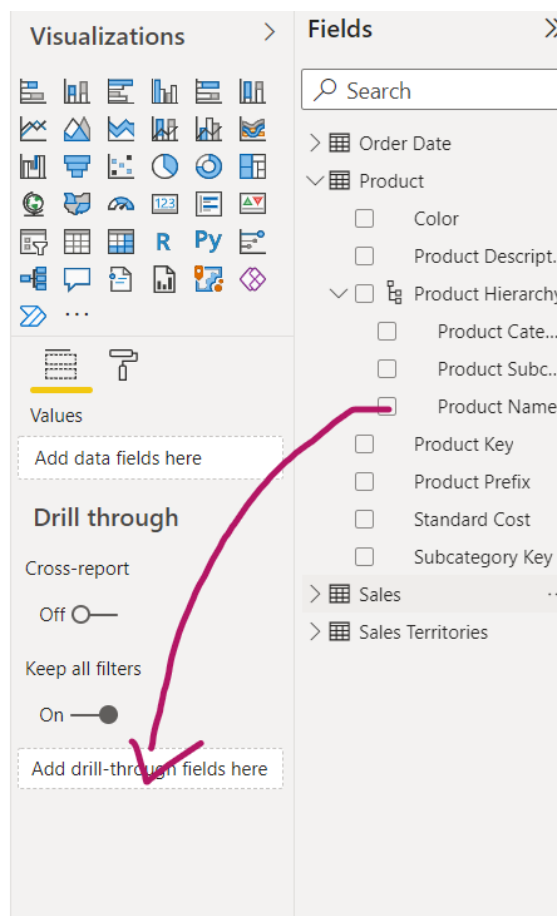 Visualizations
123
R
Py
...
Values
Add data fields here
Drill through
Cross-report
Off
Keep all filters
On
Add drill-through fields here
Fields
Search
Order Date
Product
Color
Product Descript..
Product Hierarchy
Product Cate...
Product Subc...
Product Name
Product Key
Product Prefix
Standard Cost
Subcategory Key
Sales
Sales Territories